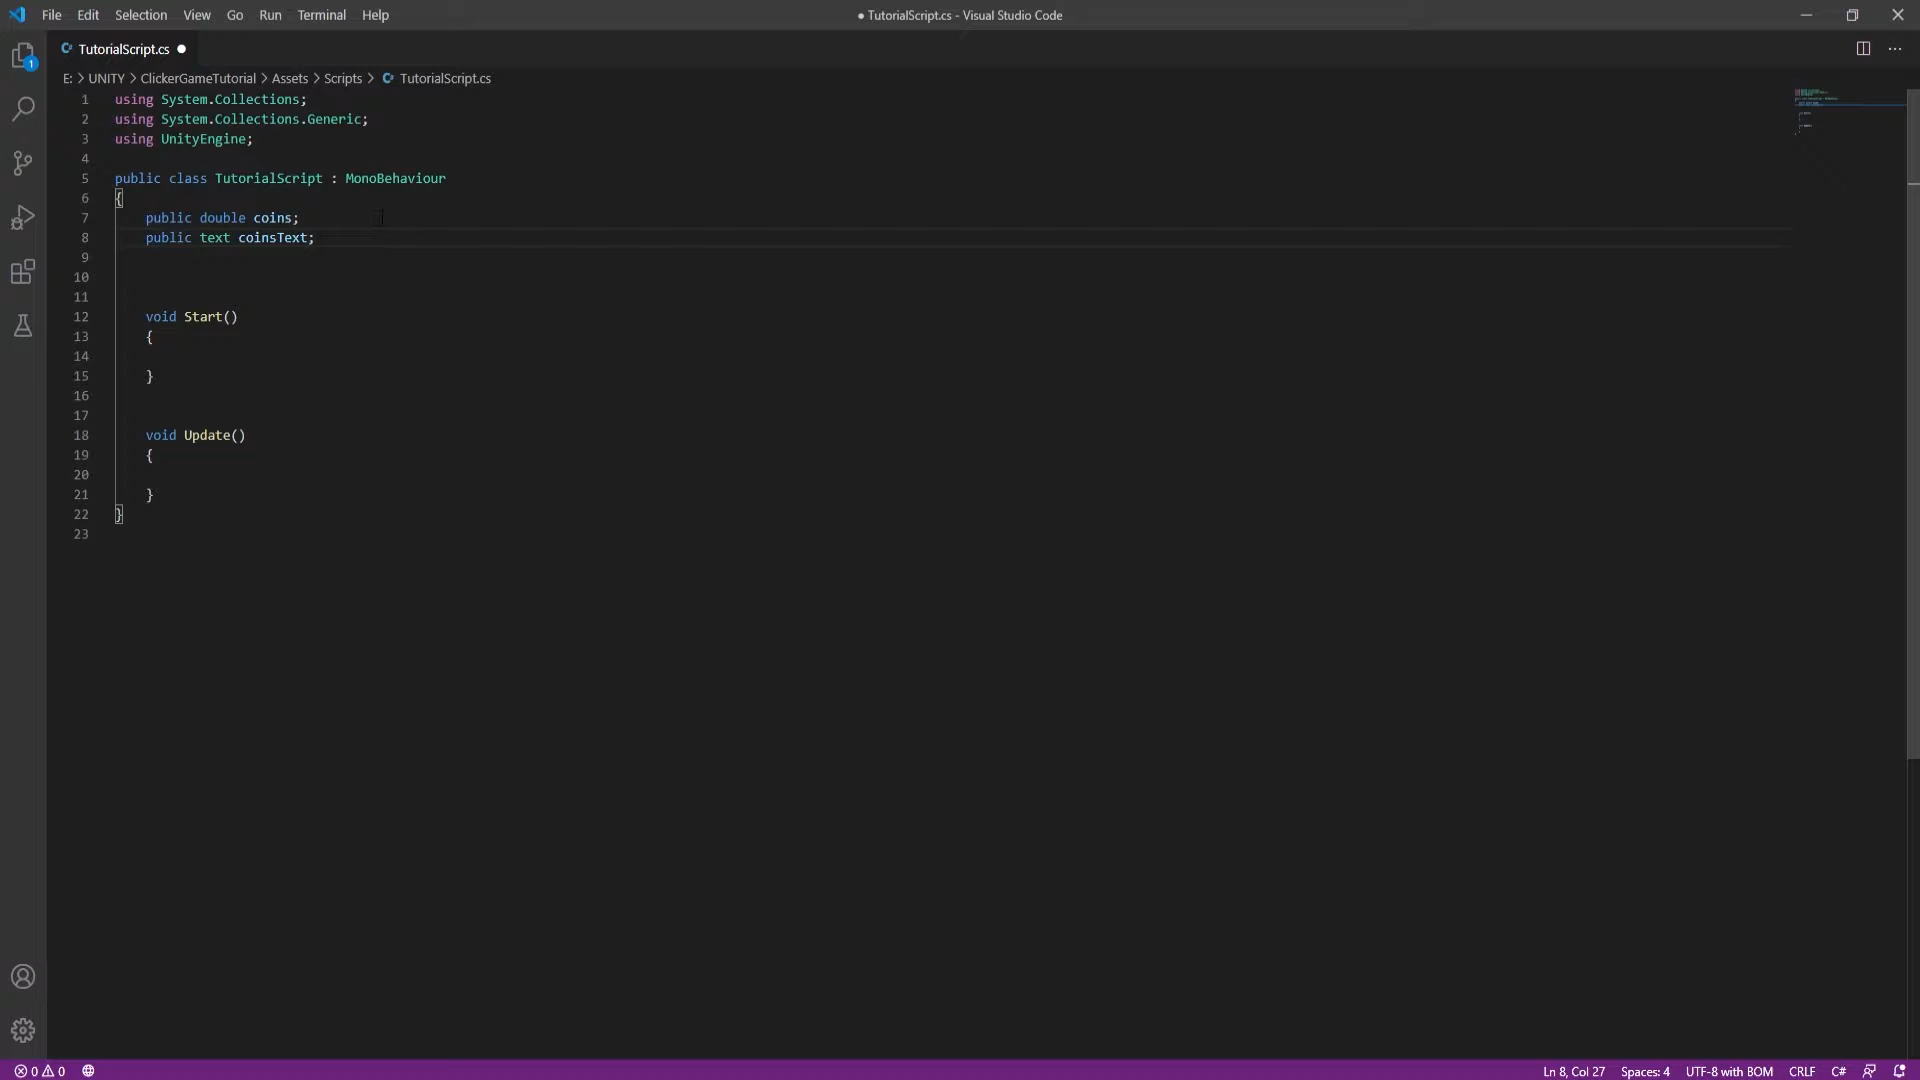 File Edit Selection View Go Run Terminal Help
● TutorialScript.cs - Visual Studio Code
TutorialScript.cs ●
E: > UNITY > ClickerGameTutorial > Assets > Scripts > TutorialScript.cs
1 using System.Collections;
2 using System.Collections.Generic;
3 using UnityEngine;
4
5 public class TutorialScript : MonoBehaviour
6 {
7     public double coins;
8     public text coinsText;
9
10
11
12     void Start()
13     {
14
15     }
16
17
18     void Update()
19     {
20
21     }
22 }
23
1
0 0 Ln 8, Col 27 Spaces: 4 UTF-8 with BOM CRLF C#